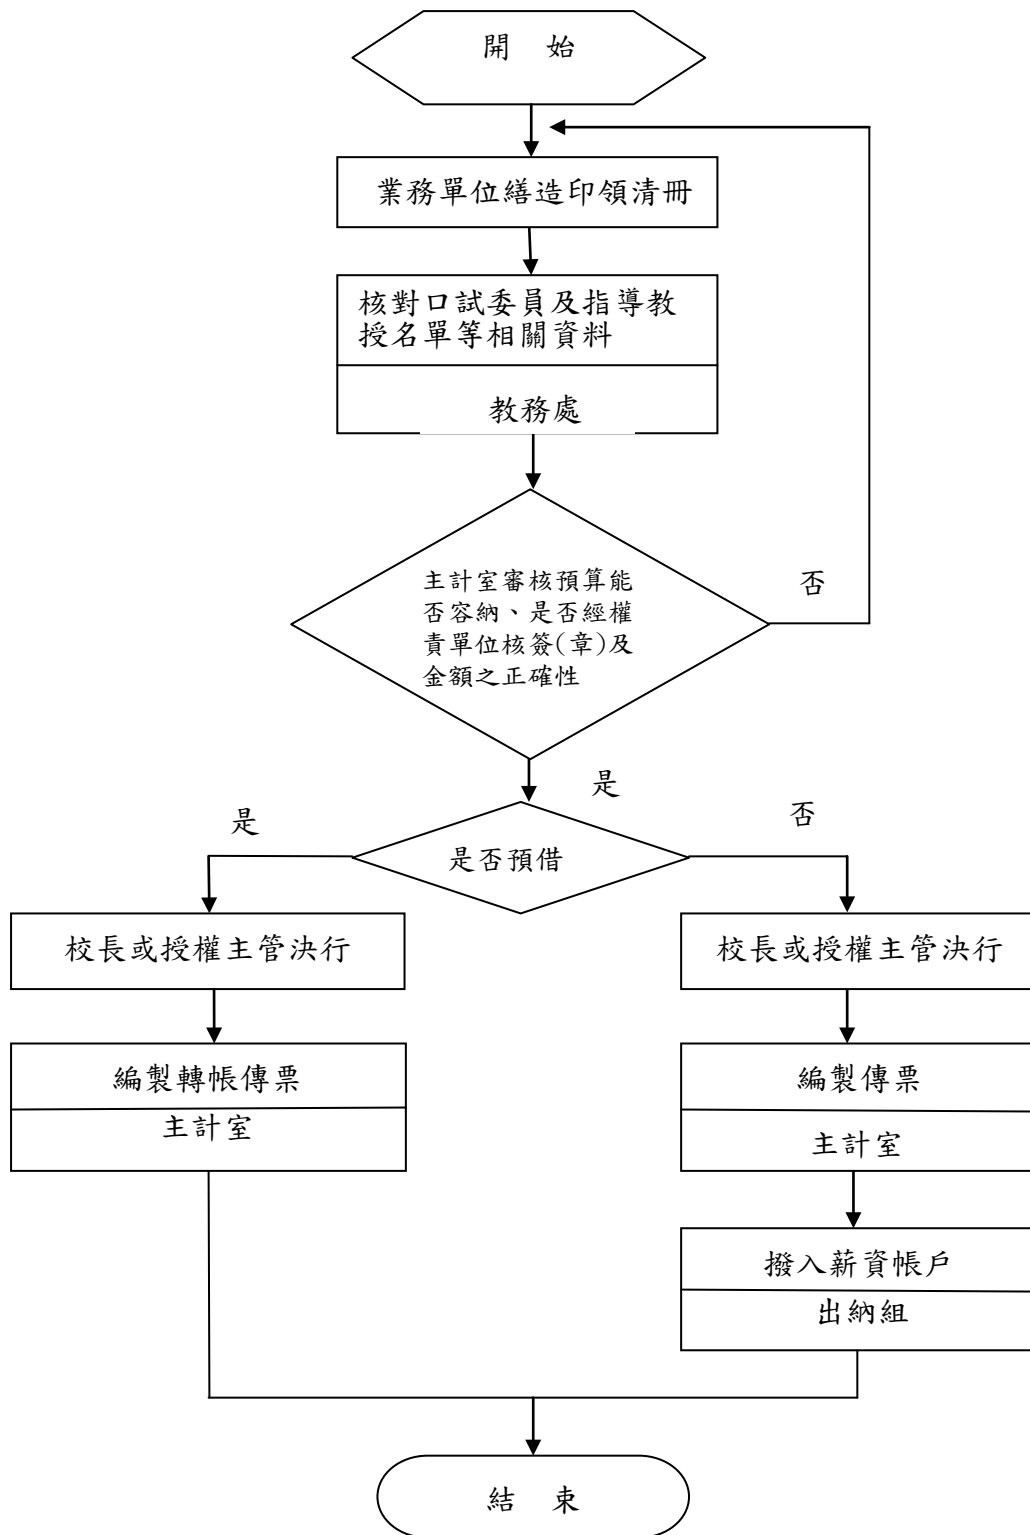 開　始
業務單位繕造印領清冊
核對口試委員及指導教
授名單等相關資料
教務處
主計室審核預算能
否容納、是否經權
責單位核簽(章)及
金額之正確性
否
是
是
否
是否預借
校長或授權主管決行
校長或授權主管決行
編製轉帳傳票
主計室
編製傳票
主計室
撥入薪資帳戶
出納組
結　束